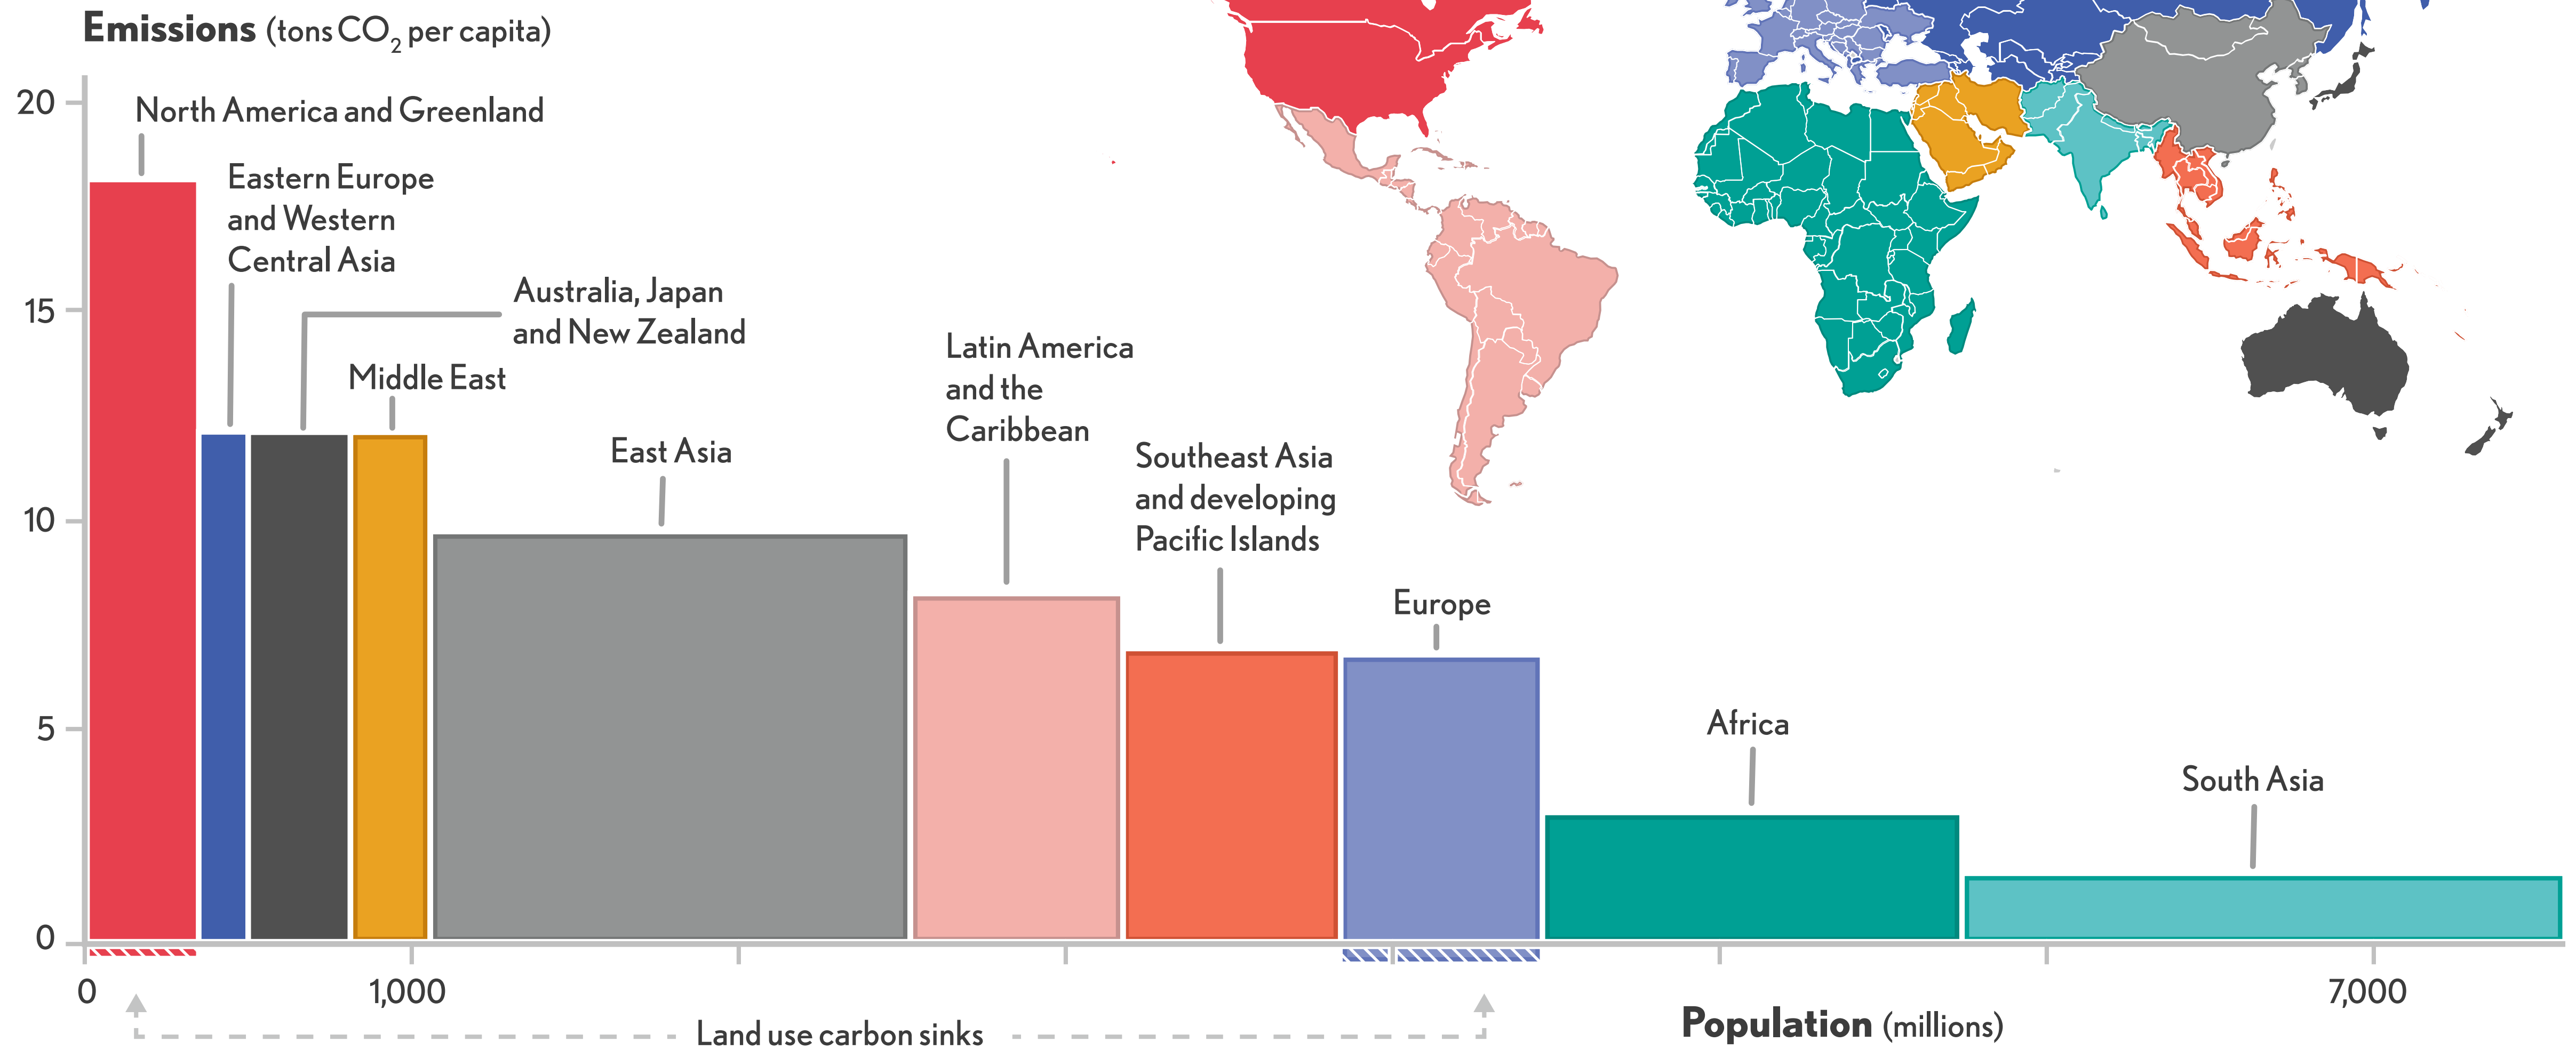 Emissions (tons CO2 per capita)
20
North America and Greenland
Eastern Europe
and Western
Central Asia
15
Australia, Japan
and New Zealand
Middle East
Latin America
and the
Caribbean
East Asia
Southeast Asia
and developing
Pacific Islands
10
Europe
5
Africa
South Asia
0
0
1,000
7,000
Land use carbon sinks
Population (millions)